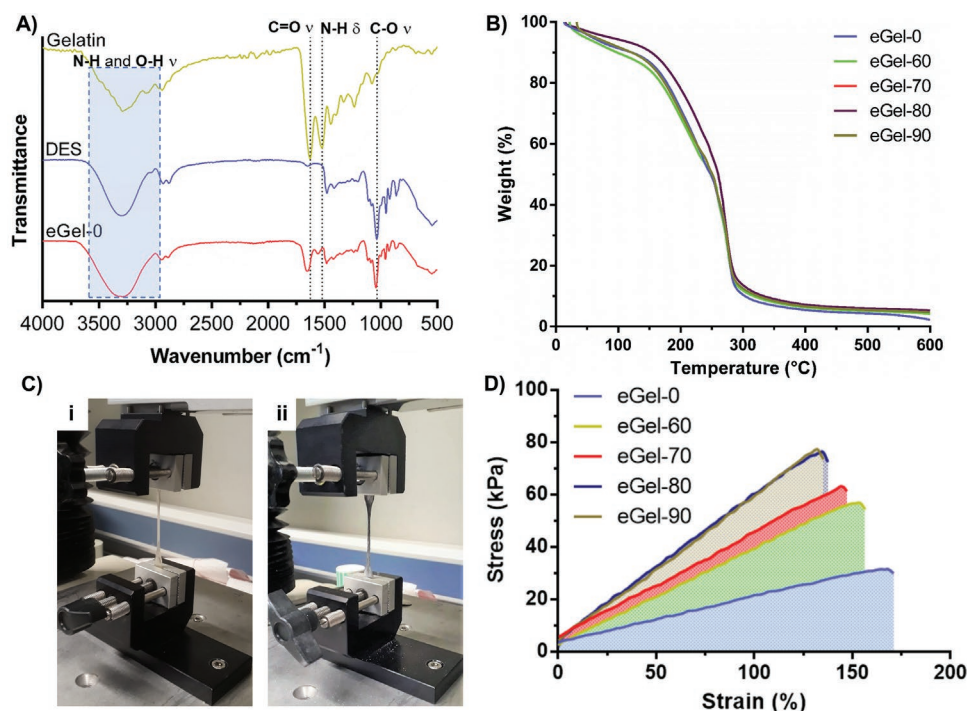 A)
Gelatin
C=O ν N-H δ C-O ν
N-H and O-H ν
DES
eGel-0
Transmittance
4000 3500 3000 2500 2000 1500 1000 500
Wavenumber (cm-1)
B)
100
80
60
40
20
0
Weight (%)
eGel-0
eGel-60
eGel-70
eGel-80
eGel-90
0 100 200 300 400 500 600
Temperature (°C)
C)
i
ii
D)
100
80
60
40
20
0
Stress (kPa)
eGel-0
eGel-60
eGel-70
eGel-80
eGel-90
0 50 100 150 200
Strain (%)